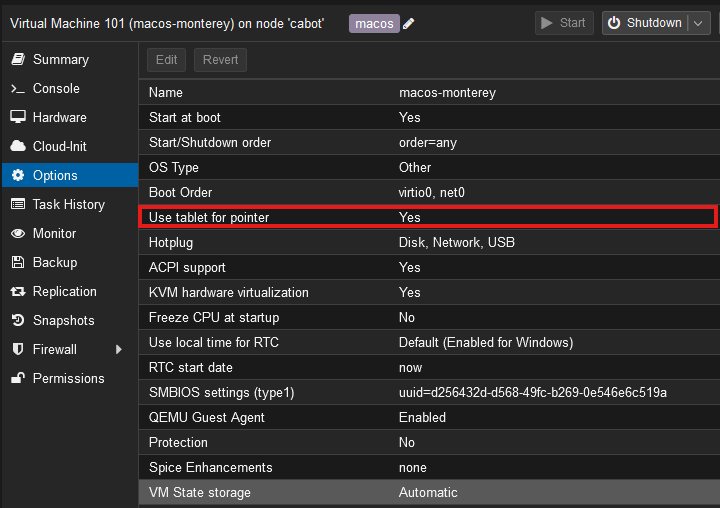 Virtual Machine 101 (macos-monterey) on node 'cabot' macos Start Shutdown
Summary
Console
Hardware
Cloud-Init
Options
Task History
Monitor
Backup
Replication
Snapshots
Firewall
Permissions
Edit Revert
Name macos-monterey
Start at boot Yes
Start/Shutdown order order=any
OS Type Other
Boot Order virtio0, net0
Use tablet for pointer Yes
Hotplug Disk, Network, USB
ACPI support Yes
KVM hardware virtualization Yes
Freeze CPU at startup No
Use local time for RTC Default (Enabled for Windows)
RTC start date now
SMBIOS settings (type1) uuid=d256432d-d568-49fc-b269-0e546e6c519a
QEMU Guest Agent Enabled
Protection No
Spice Enhancements none
VM State storage Automatic